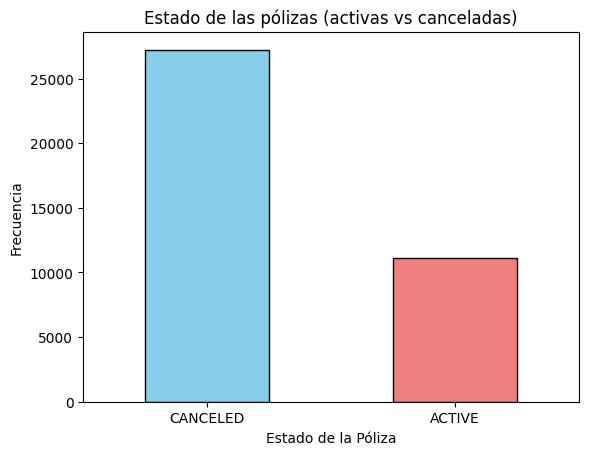 Estado de las pólizas (activas vs canceladas)
Frecuencia
25000
20000
15000
10000
5000
0
CANCELED
ACTIVE
Estado de la Póliza